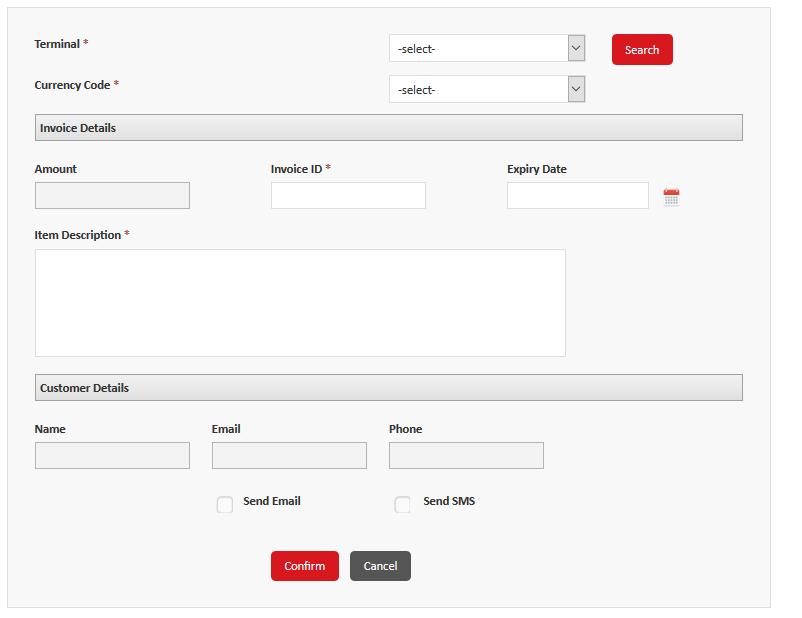 Terminal * -select- Search
Currency Code * -select-
Invoice Details
Amount Invoice ID * Expiry Date
Item Description *
Customer Details
Name Email Phone
Send Email Send SMS
Confirm Cancel